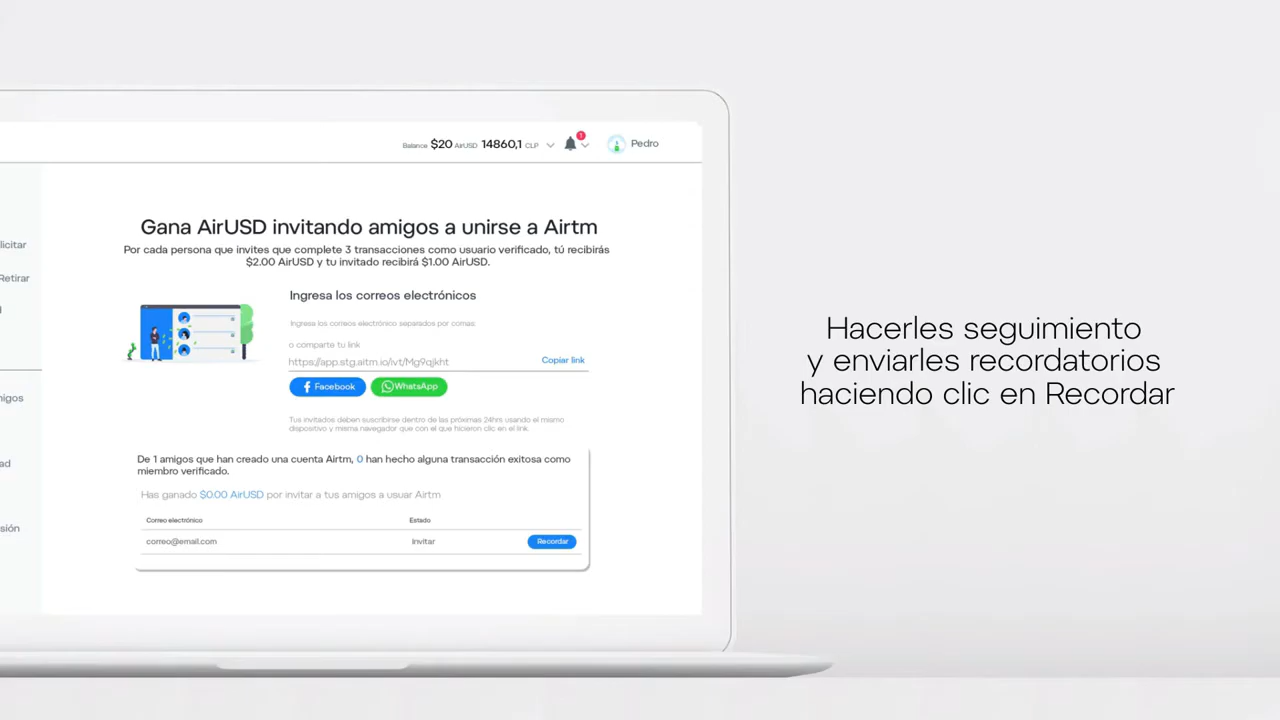 Balance $20 AirUSD 14860,1 CLP
1
Pedro
licitar
Retirar
migos
ad
sión
Gana AirUSD invitando amigos a unirse a Airtm
Por cada persona que invites que complete 3 transacciones como usuario verificado, tú recibirás
$2.00 AirUSD y tu invitado recibirá $1.00 AirUSD.
Ingresa los correos electrónicos
Ingresa los correos electrónico separados por comas:
o comparte tu link
https://app.stg.aitm.io/ivt/Mg9qjkht
Copiar link
Facebook
WhatsApp
Tus invitados deben suscribirse dentro de las próximas 24hrs usando el mismo
dispositivo y misma navegador que con el que hicieron clic en el link.
De 1 amigos que han creado una cuenta Airtm, 0 han hecho alguna transacción exitosa como
miembro verificado.
Has ganado $0.00 AirUSD por invitar a tus amigos a usuar Airtm
Correo electrónico Estado
correo@email.com Invitar Recordar
Hacerles seguimiento
y enviarles recordatorios
haciendo clic en Recordar